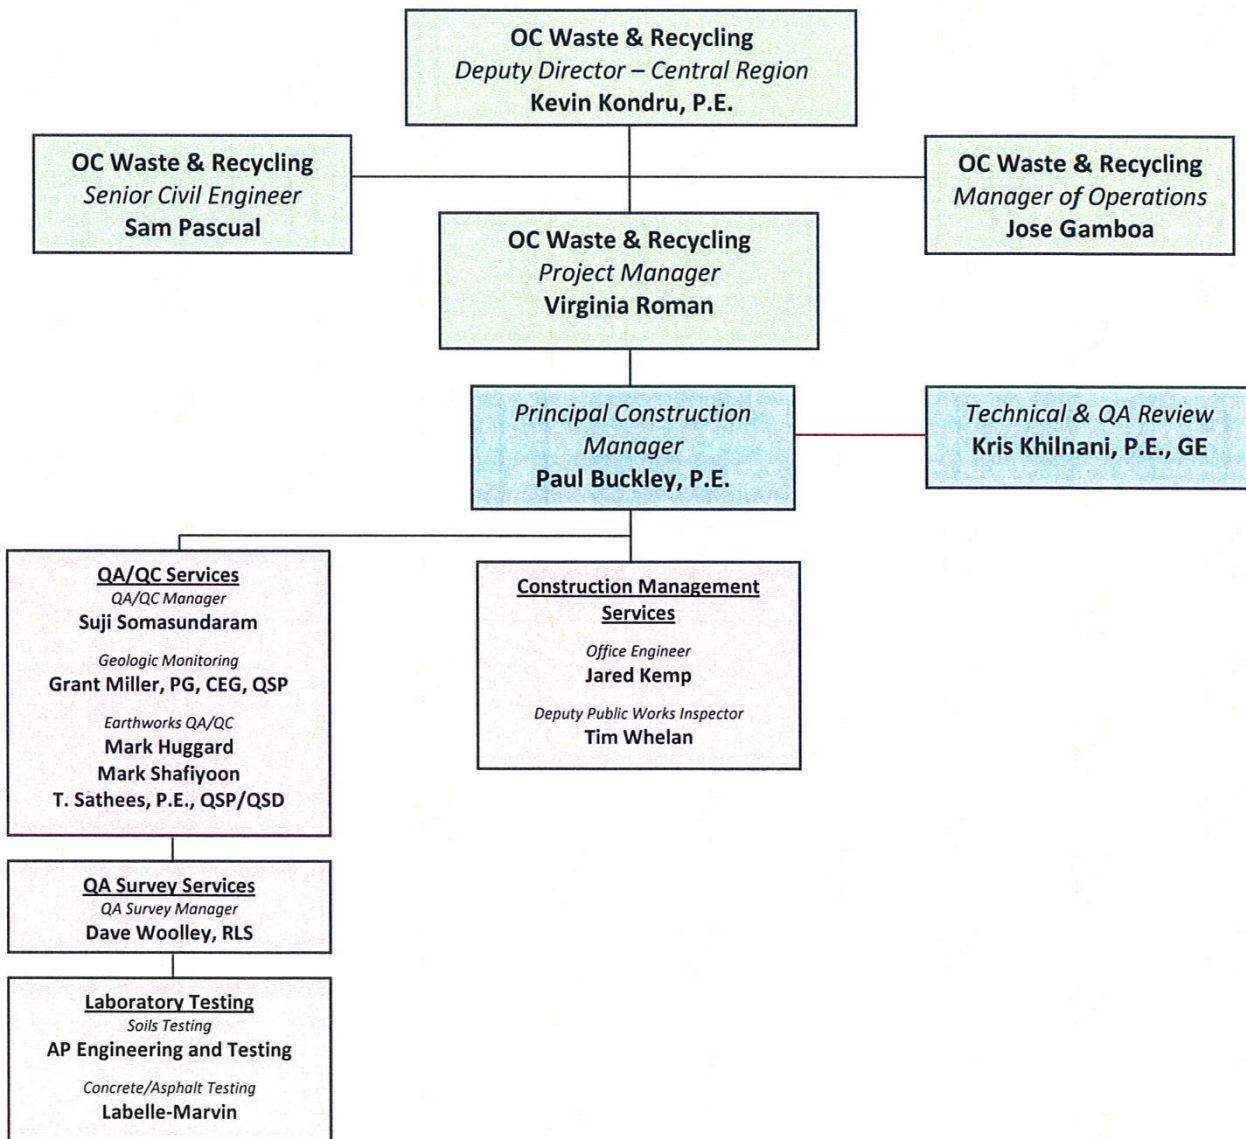 OC Waste & Recycling
Deputy Director – Central Region
Kevin Kondru, P.E.
OC Waste & Recycling
Senior Civil Engineer
Sam Pascual
OC Waste & Recycling
Manager of Operations
Jose Gamboa
OC Waste & Recycling
Project Manager
Virginia Roman
Principal Construction
Manager
Paul Buckley, P.E.
Technical & QA Review
Kris Khilnani, P.E., GE
QA/QC Services
QA/QC Manager
Suji Somasundaram
Geologic Monitoring
Grant Miller, PG, CEG, QSP
Earthworks QA/QC
Mark Huggard
Mark Shafiyoon
T. Sathees, P.E., QSP/QSD
Construction Management
Services
Office Engineer
Jared Kemp
Deputy Public Works Inspector
Tim Whelan
QA Survey Services
QA Survey Manager
Dave Woolley, RLS
Laboratory Testing
Soils Testing
AP Engineering and Testing
Concrete/Asphalt Testing
Labelle-Marvin